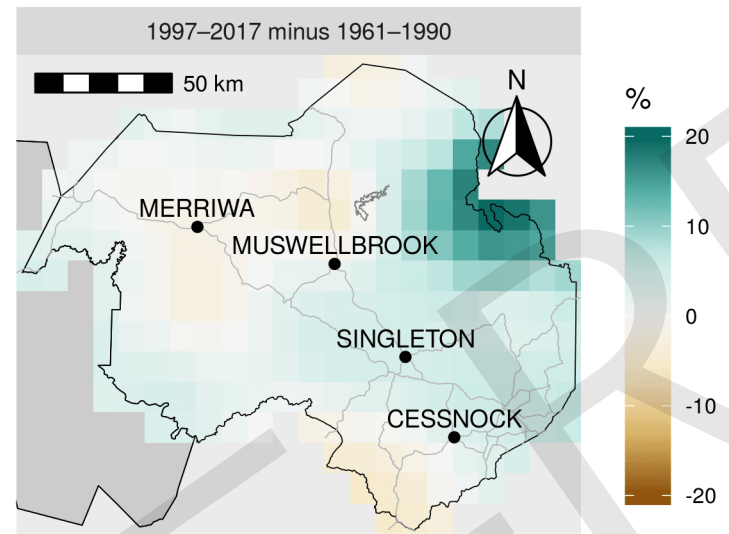 1997–2017 minus 1961–1990
50 km
N
%
MERRIWA
MUSWELLBROOK
SINGLETON
CESSNOCK
20
10
0
-10
-20